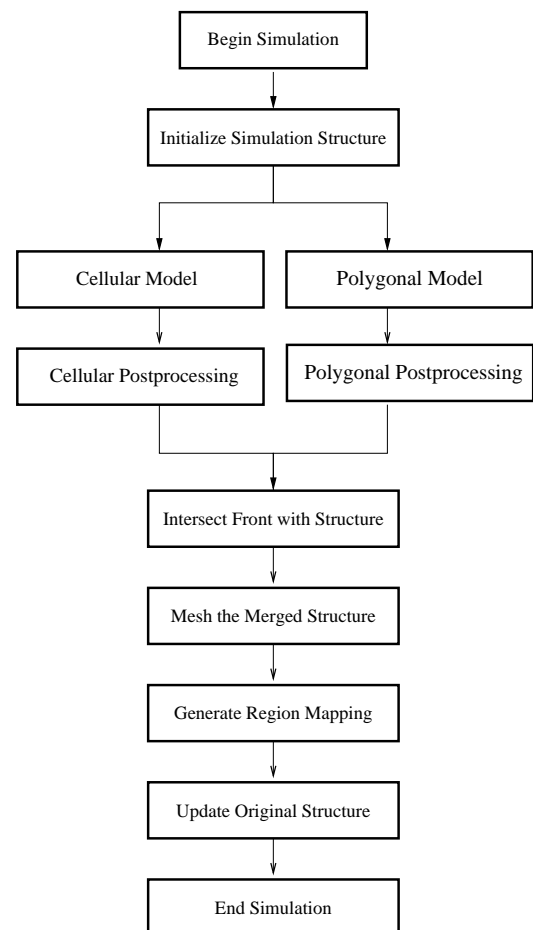 Begin Simulation
Initialize Simulation Structure
Cellular Model
Polygonal Model
Cellular Postprocessing
Polygonal Postprocessing
Intersect Front with Structure
Mesh the Merged Structure
Generate Region Mapping
Update Original Structure
End Simulation